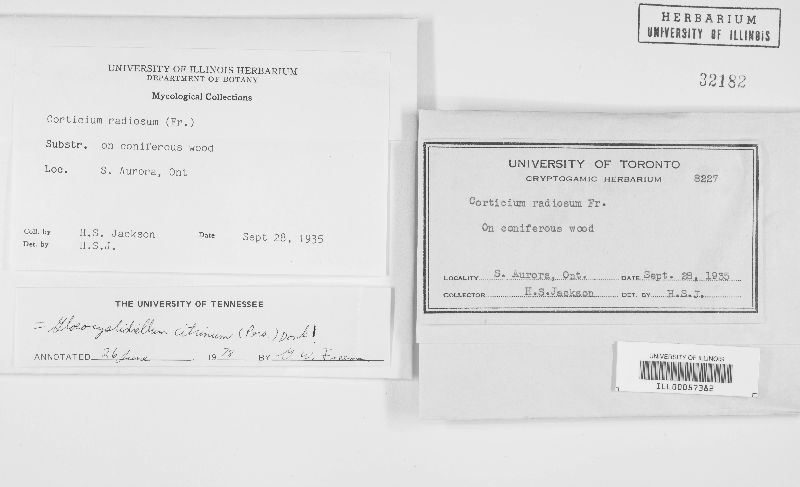 HERBARIUM
UNIVERSITY OF ILLINOIS
32182
UNIVERSITY OF ILLINOIS HERBARIUM
DEPARTMENT OF BOTANY
Mycological Collections
Corticium radiosum (Fr.)
Substr. on coniferous wood
Loc. S. Aurora, Ont
Coll. by H.S. Jackson Date Sept 28, 1935
Det. by H.S.J.
THE UNIVERSITY OF TENNESSEE
= Gloeocystidiellum citrinum (Pers.) Donk!
ANNOTATED 26 June 1978 BY G. W. Freeman
UNIVERSITY OF TORONTO
CRYPTOGAMIC HERBARIUM 8227
Corticium radiosum Fr.
On coniferous wood
LOCALITY S. Aurora, Ont. DATE Sept. 28, 1935
COLLECTOR H.S.Jackson DET. BY H.S.J.
UNIVERSITY OF ILLINOIS
ILL00057362